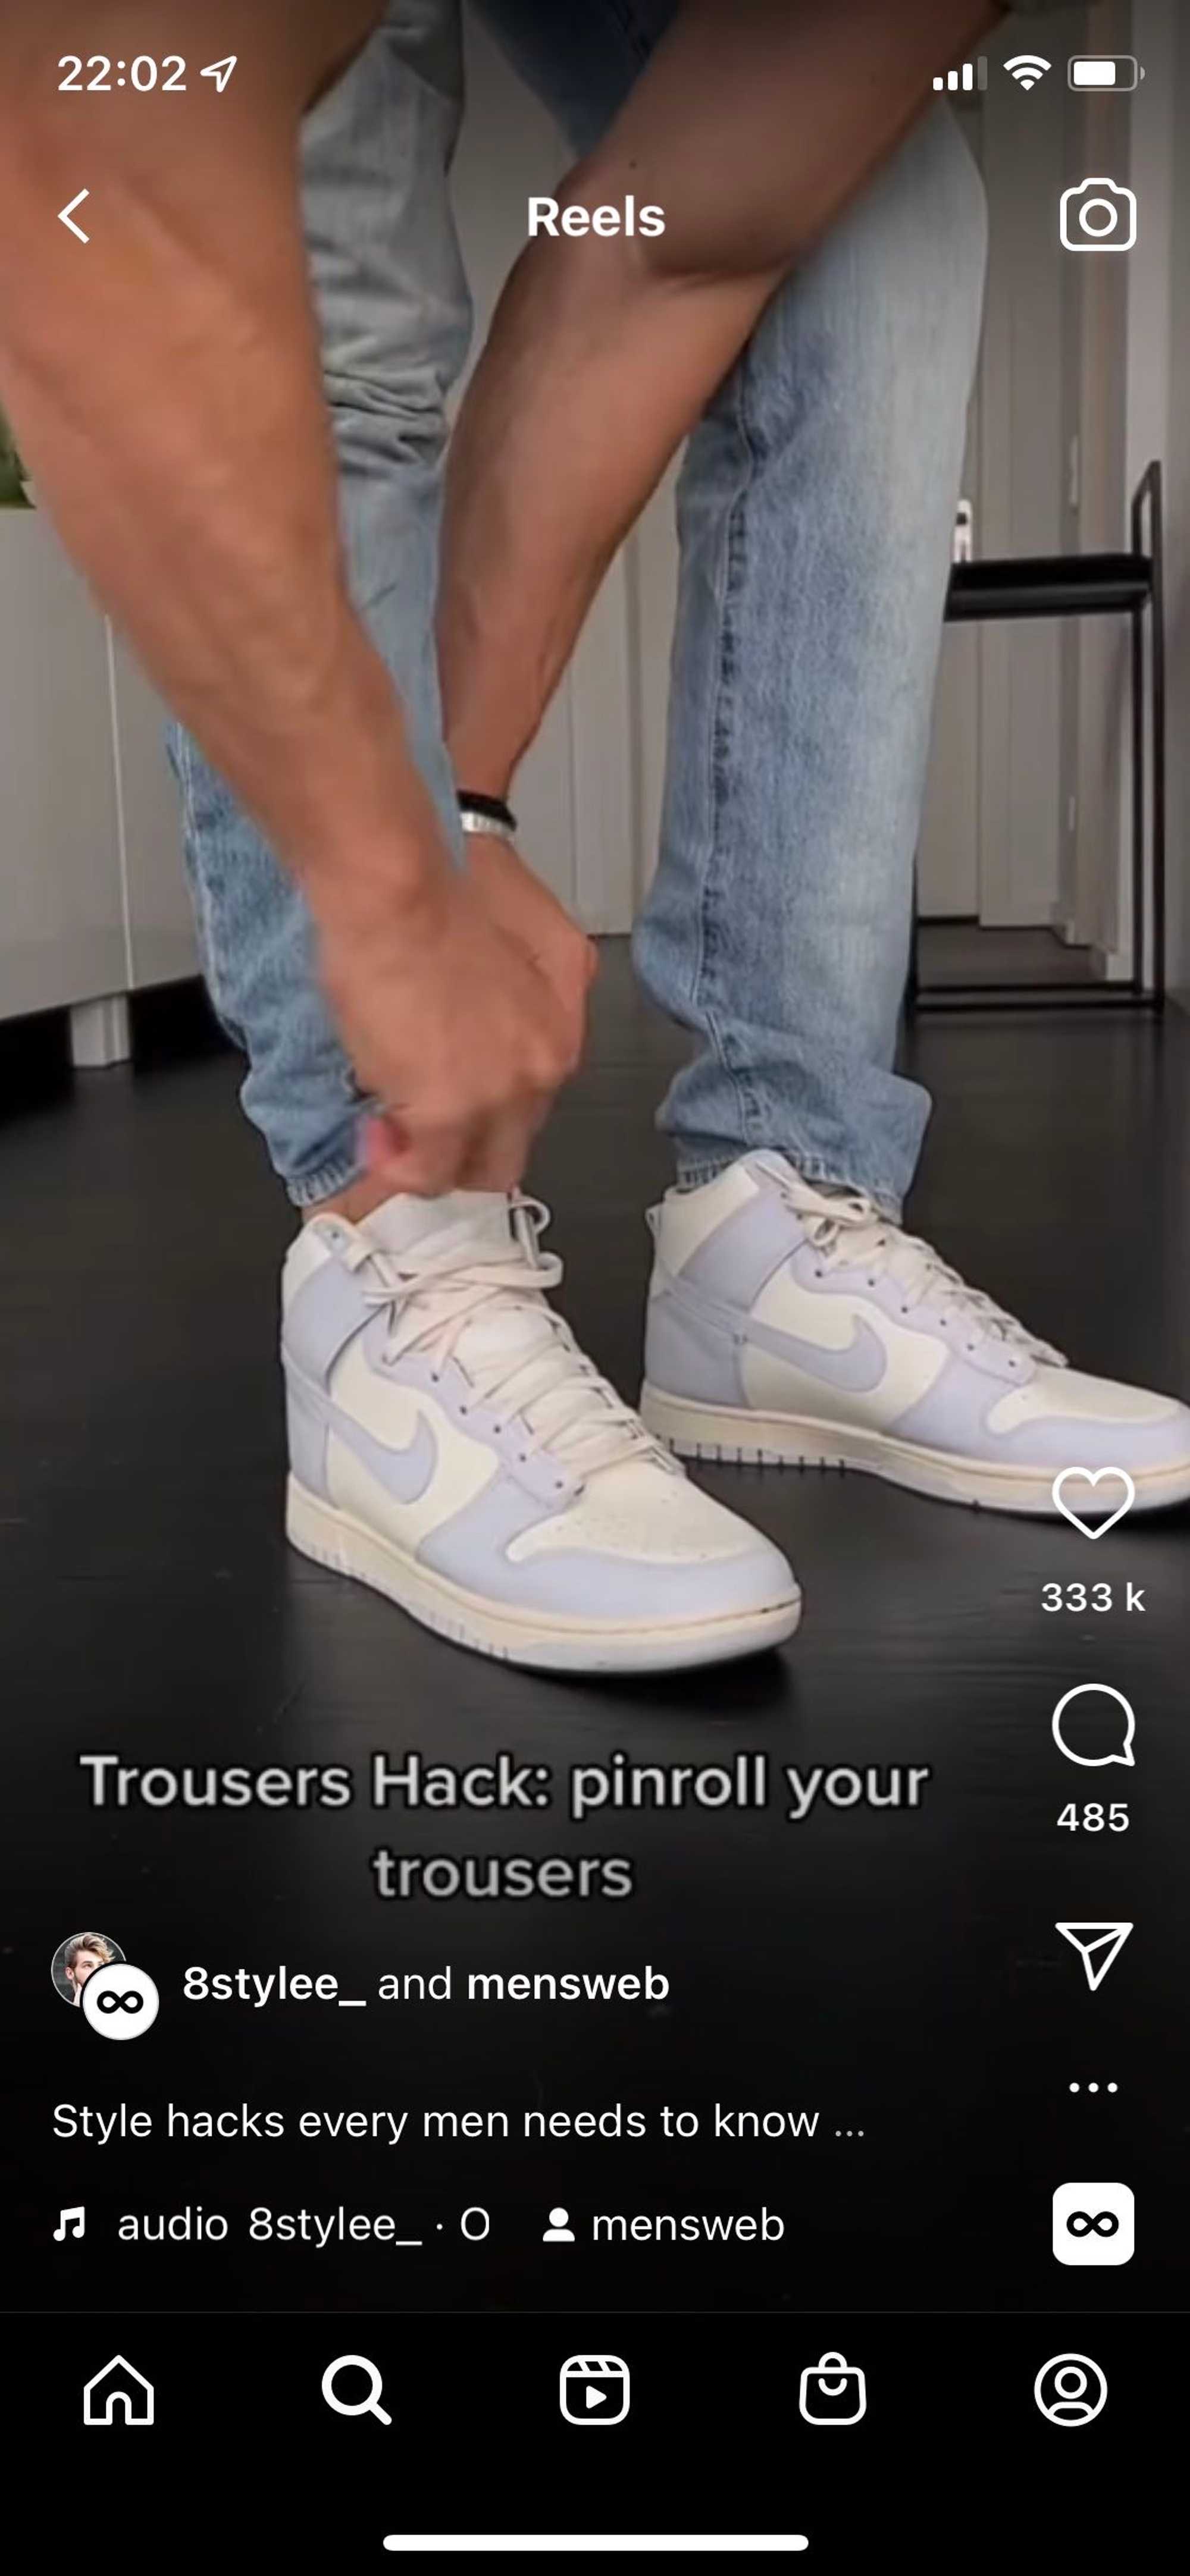 22:02
Reels
333 k
Trousers Hack: pinroll your
trousers
485
8stylee_ and mensweb
Style hacks every men needs to know ...
audio 8stylee_ · O mensweb